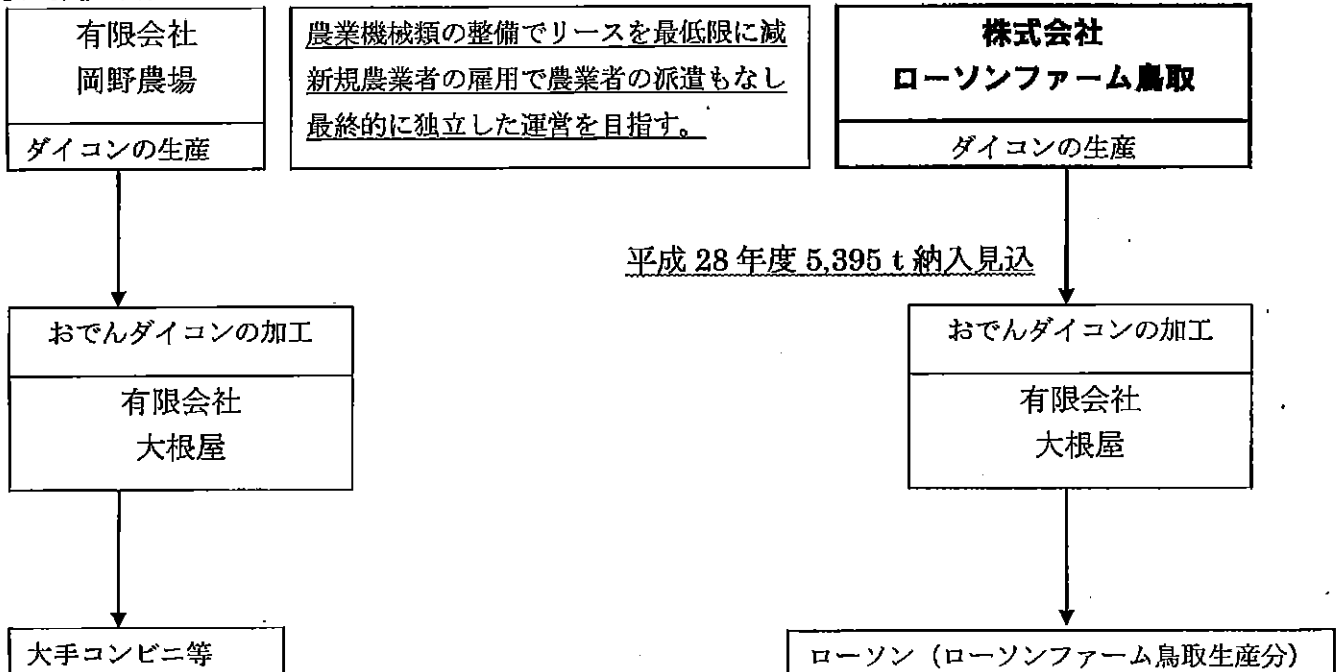 有限会社
岡野農場
ダイコンの生産
農業機械類の整備でリースを最低限に減
新規農業者の雇用で農業者の派遣もなし
最終的に独立した運営を目指す。
株式会社
ローソンファーム鳥取
ダイコンの生産
平成 28 年度 5,395 t 納入見込
おでんダイコンの加工
有限会社
大根屋
おでんダイコンの加工
有限会社
大根屋
大手コンビニ等
ローソン（ローソンファーム鳥取生産分）